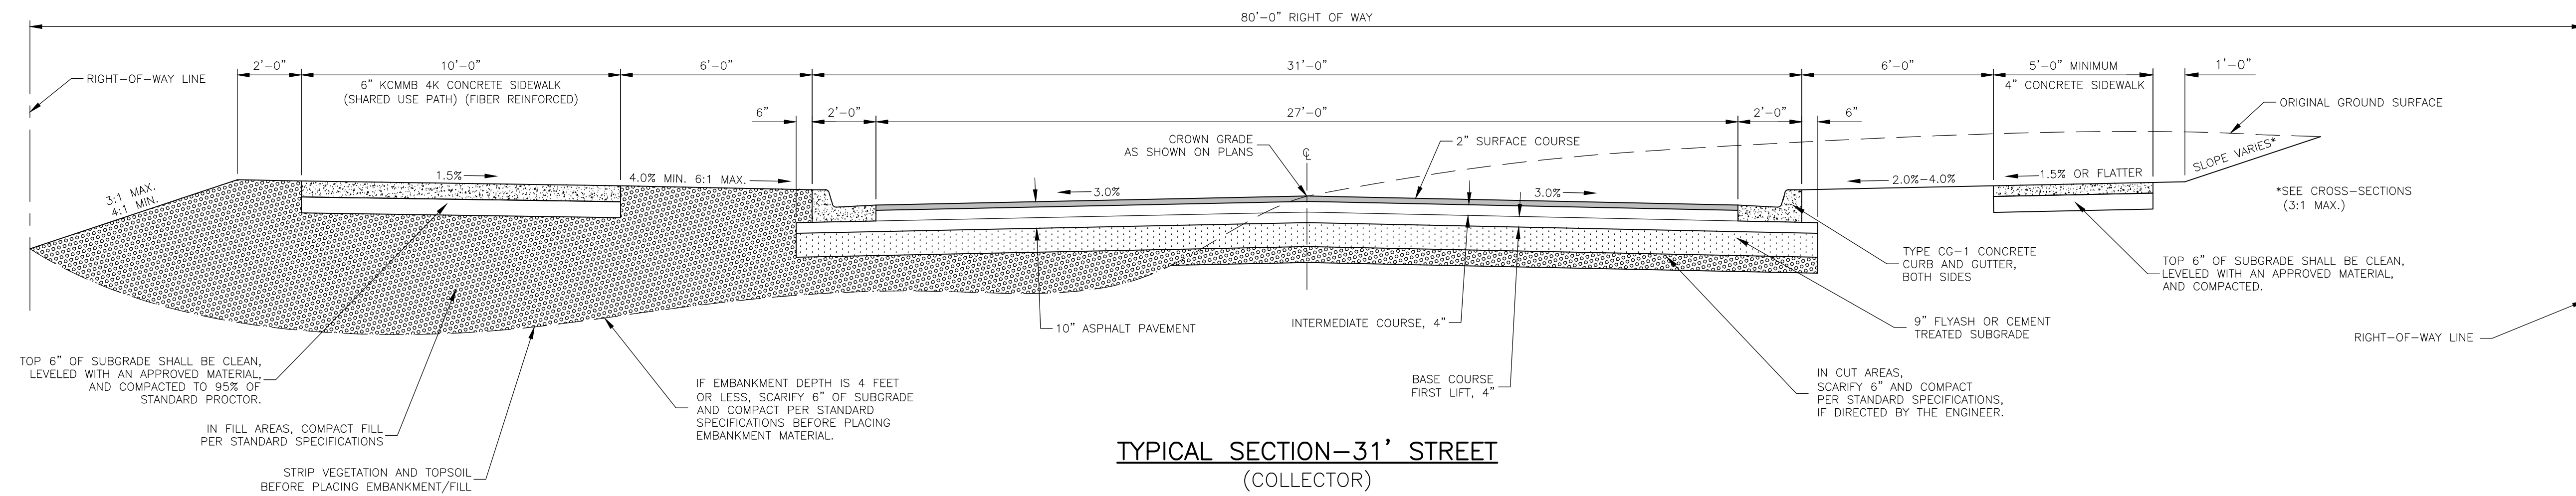 80'-0" RIGHT OF WAY
RIGHT-OF-WAY LINE
2'-0"
10'-0"
6" KCMMB 4K CONCRETE SIDEWALK
(SHARED USE PATH) (FIBER REINFORCED)
6'-0"
31'-0"
6'-0"
5'-0" MINIMUM
4" CONCRETE SIDEWALK
1'-0"
6"
2'-0"
27'-0"
2'-0"
6"
ORIGINAL GROUND SURFACE
CROWN GRADE
AS SHOWN ON PLANS
℄
2" SURFACE COURSE
SLOPE VARIES*
3:1 MAX.
4:1 MIN.
1.5%
4.0% MIN. 6:1 MAX.
3.0%
3.0%
2.0%-4.0%
1.5% OR FLATTER
*SEE CROSS-SECTIONS
(3:1 MAX.)
TYPE CG-1 CONCRETE
CURB AND GUTTER,
BOTH SIDES
TOP 6" OF SUBGRADE SHALL BE CLEAN,
LEVELED WITH AN APPROVED MATERIAL,
AND COMPACTED.
10" ASPHALT PAVEMENT
INTERMEDIATE COURSE, 4"
9" FLYASH OR CEMENT
TREATED SUBGRADE
RIGHT-OF-WAY LINE
TOP 6" OF SUBGRADE SHALL BE CLEAN,
LEVELED WITH AN APPROVED MATERIAL,
AND COMPACTED TO 95% OF
STANDARD PROCTOR.
IF EMBANKMENT DEPTH IS 4 FEET
OR LESS, SCARIFY 6" OF SUBGRADE
AND COMPACT PER STANDARD
SPECIFICATIONS BEFORE PLACING
EMBANKMENT MATERIAL.
BASE COURSE
FIRST LIFT, 4"
IN CUT AREAS,
SCARIFY 6" AND COMPACT
PER STANDARD SPECIFICATIONS,
IF DIRECTED BY THE ENGINEER.
IN FILL AREAS, COMPACT FILL
PER STANDARD SPECIFICATIONS
STRIP VEGETATION AND TOPSOIL
BEFORE PLACING EMBANKMENT/FILL
TYPICAL SECTION-31' STREET
(COLLECTOR)